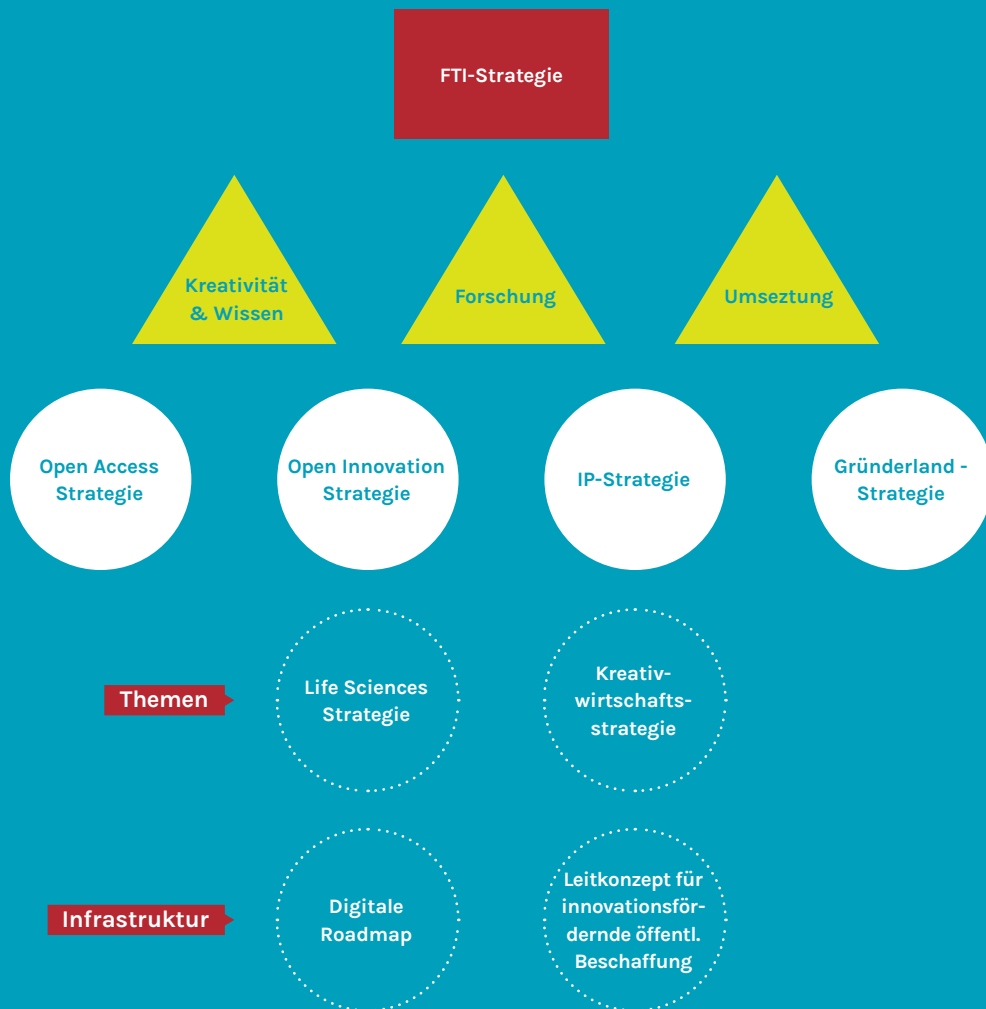 FTI-Strategie
Kreativität
& Wissen
Forschung
Umseztung
Open Access
Strategie
Open Innovation
Strategie
IP-Strategie
Gründerland -
Strategie
Themen
Life Sciences
Strategie
Kreativ-
wirtschafts-
strategie
Infrastruktur
Digitale
Roadmap
Leitkonzept für
innovationsför-
dernde öffentl.
Beschaffung